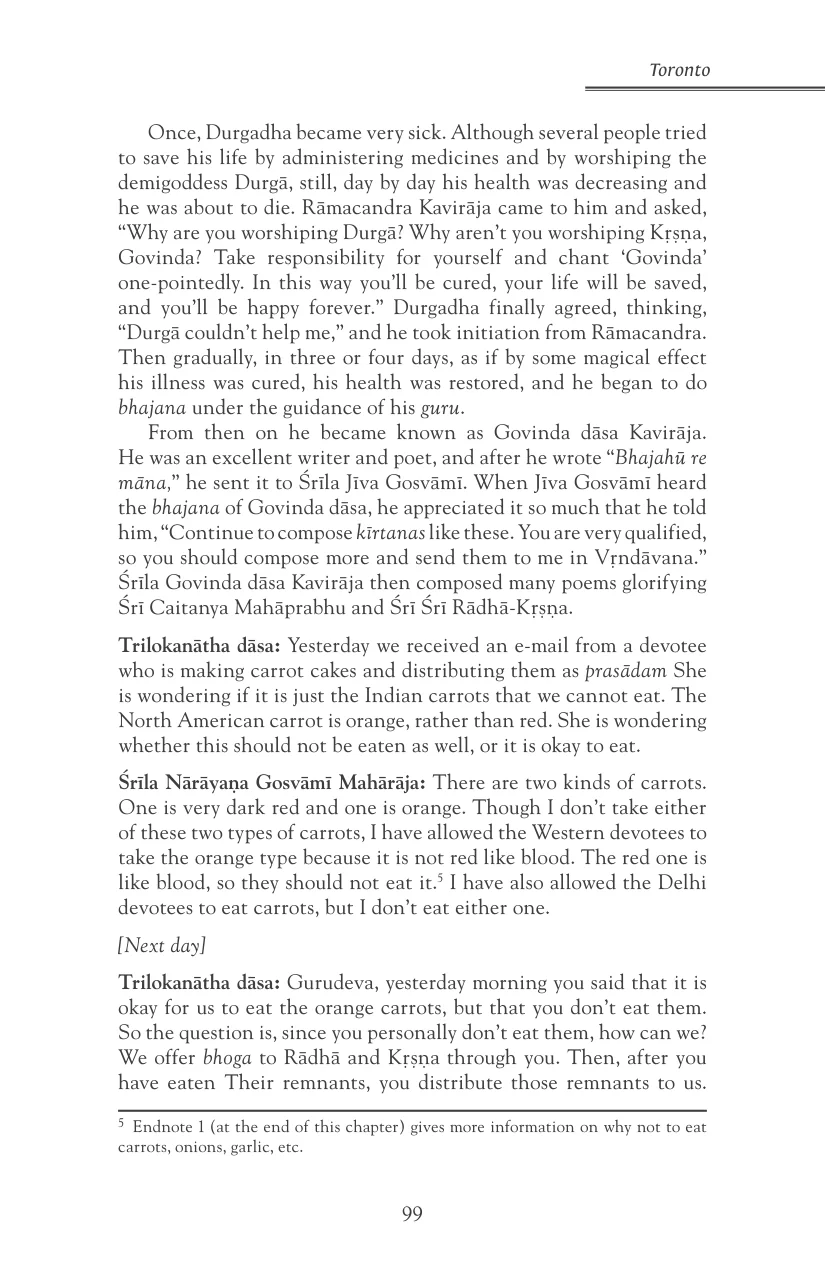 Toronto
Once, Durgadha became very sick. Although several people tried
to save his life by administering medicines and by worshiping the
demigoddess Durgā, still, day by day his health was decreasing and
he was about to die. Rāmacandra Kavirāja came to him and asked,
“Why are you worshiping Durgā? Why aren’t you worshiping Kṛṣṇa,
Govinda? Take responsibility for yourself and chant ‘Govinda’
one-pointedly. In this way you’ll be cured, your life will be saved,
and you’ll be happy forever.” Durgadha finally agreed, thinking,
“Durgā couldn’t help me,” and he took initiation from Rāmacandra.
Then gradually, in three or four days, as if by some magical effect
his illness was cured, his health was restored, and he began to do
bhajana under the guidance of his guru.
From then on he became known as Govinda dāsa Kavirāja.
He was an excellent writer and poet, and after he wrote “Bhajahū re
māna,” he sent it to Śrīla Jīva Gosvāmī. When Jīva Gosvāmī heard
the bhajana of Govinda dāsa, he appreciated it so much that he told
him, “Continue to compose kīrtanas like these. You are very qualified,
so you should compose more and send them to me in Vṛndāvana.”
Śrīla Govinda dāsa Kavirāja then composed many poems glorifying
Śrī Caitanya Mahāprabhu and Śrī Śrī Rādhā-Kṛṣṇa.
Trilokanātha dāsa: Yesterday we received an e-mail from a devotee
who is making carrot cakes and distributing them as prasādam She
is wondering if it is just the Indian carrots that we cannot eat. The
North American carrot is orange, rather than red. She is wondering
whether this should not be eaten as well, or it is okay to eat.
Śrīla Nārāyaṇa Gosvāmī Mahārāja: There are two kinds of carrots.
One is very dark red and one is orange. Though I don’t take either
of these two types of carrots, I have allowed the Western devotees to
take the orange type because it is not red like blood. The red one is
like blood, so they should not eat it.5 I have also allowed the Delhi
devotees to eat carrots, but I don’t eat either one.
[Next day]
Trilokanātha dāsa: Gurudeva, yesterday morning you said that it is
okay for us to eat the orange carrots, but that you don’t eat them.
So the question is, since you personally don’t eat them, how can we?
We offer bhoga to Rādhā and Kṛṣṇa through you. Then, after you
have eaten Their remnants, you distribute those remnants to us.
5 Endnote 1 (at the end of this chapter) gives more information on why not to eat
carrots, onions, garlic, etc.
99